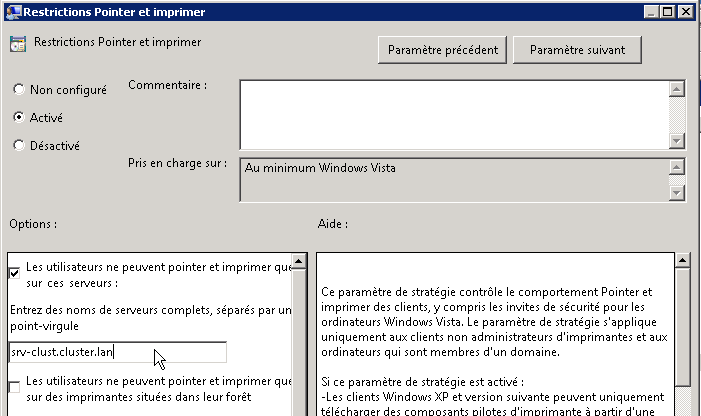 Restrictions Pointer et imprimer
Restrictions Pointer et imprimer
Paramètre précédent
Paramètre suivant
Non configuré
Commentaire :
Activé
Désactivé
Pris en charge sur :
Au minimum Windows Vista
Options :
Aide :
Les utilisateurs ne peuvent pointer et imprimer que
sur ces serveurs :
Entrez des noms de serveurs complets, séparés par un
point-virgule
srv-clust.cluster.lan
Les utilisateurs ne peuvent pointer et imprimer que
sur des imprimantes situées dans leur forêt
Ce paramètre de stratégie contrôle le comportement Pointer et
imprimer des clients, y compris les invites de sécurité pour les
ordinateurs Windows Vista. Le paramètre de stratégie s'applique
uniquement aux clients non administrateurs d'imprimantes et aux
ordinateurs qui sont membres d'un domaine.
Si ce paramètre de stratégie est activé :
-Les clients Windows XP et version suivante peuvent uniquement
télécharger des composants pilotes d'imprimante à partir d'une